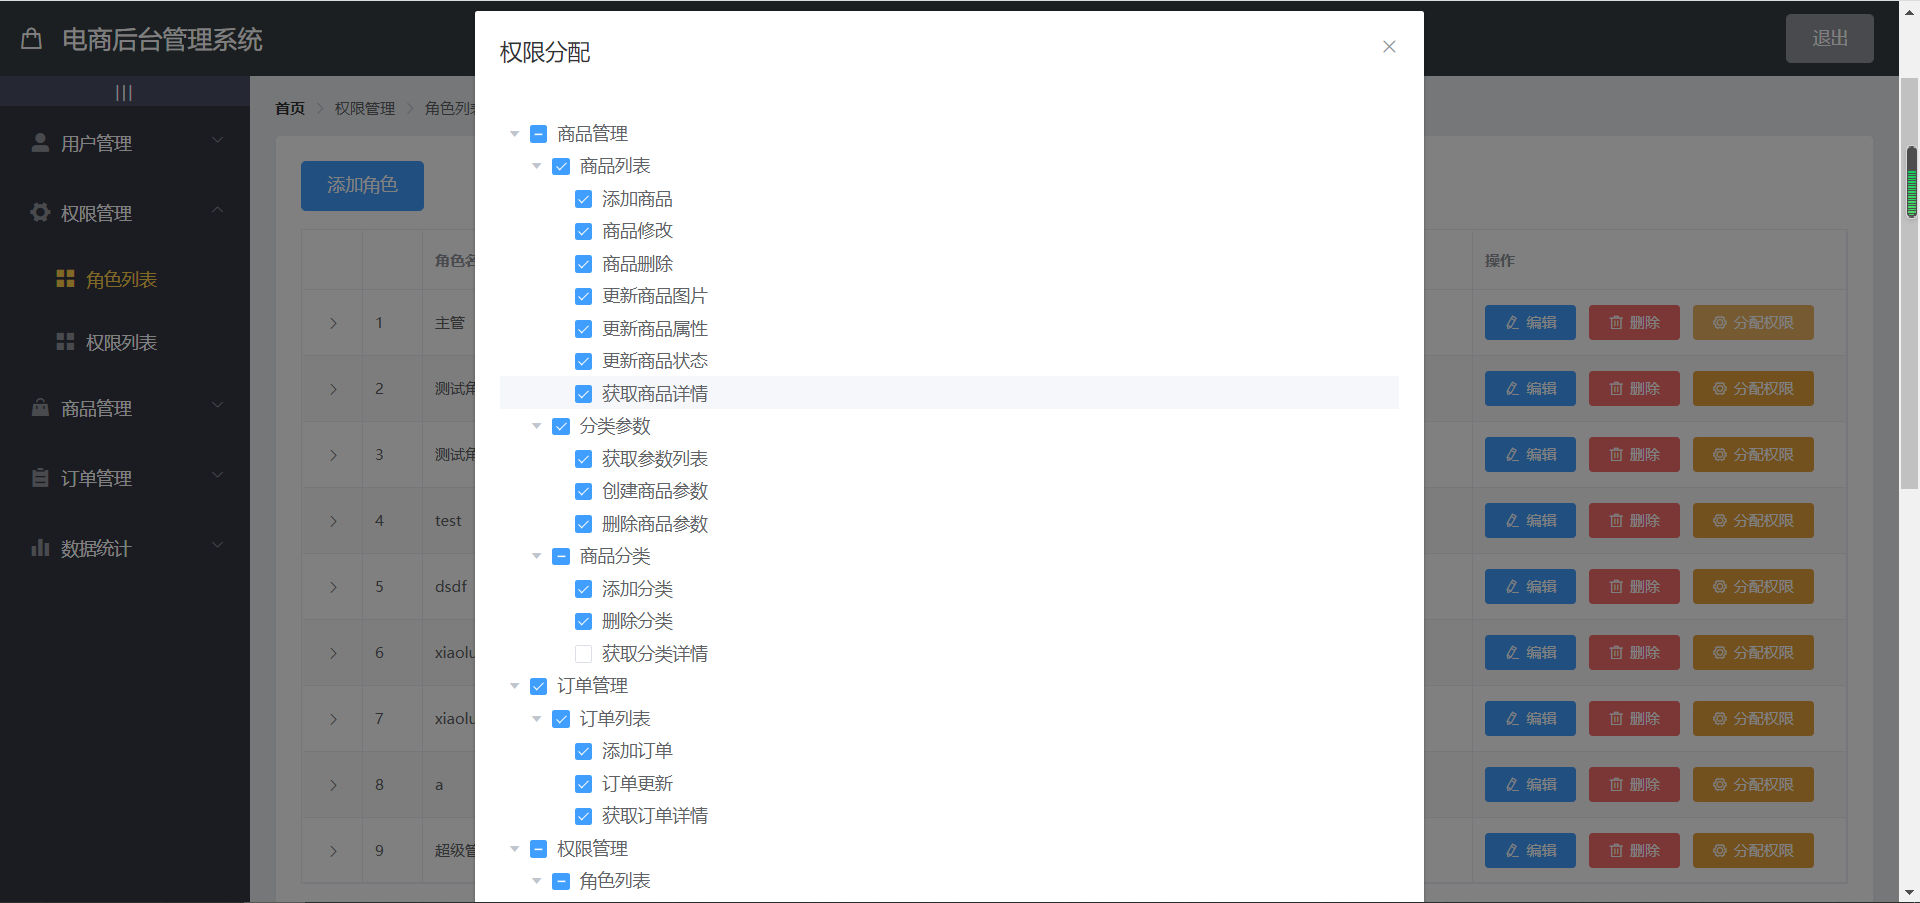 电商后台管理系统
退出
|||
用户管理
权限管理
角色列表
权限列表
商品管理
订单管理
数据统计
首页 > 权限管理 > 角色列
添加角色
角色名 操作
1 主管 编辑 删除 分配权限
2 测试角 编辑 删除 分配权限
3 测试角 编辑 删除 分配权限
4 test 编辑 删除 分配权限
5 dsdf 编辑 删除 分配权限
6 xiaolu 编辑 删除 分配权限
7 xiaolu 编辑 删除 分配权限
8 a 编辑 删除 分配权限
9 超级管 编辑 删除 分配权限
权限分配
商品管理
商品列表
添加商品
商品修改
商品删除
更新商品图片
更新商品属性
更新商品状态
获取商品详情
分类参数
获取参数列表
创建商品参数
删除商品参数
商品分类
添加分类
删除分类
获取分类详情
订单管理
订单列表
添加订单
订单更新
获取订单详情
权限管理
角色列表